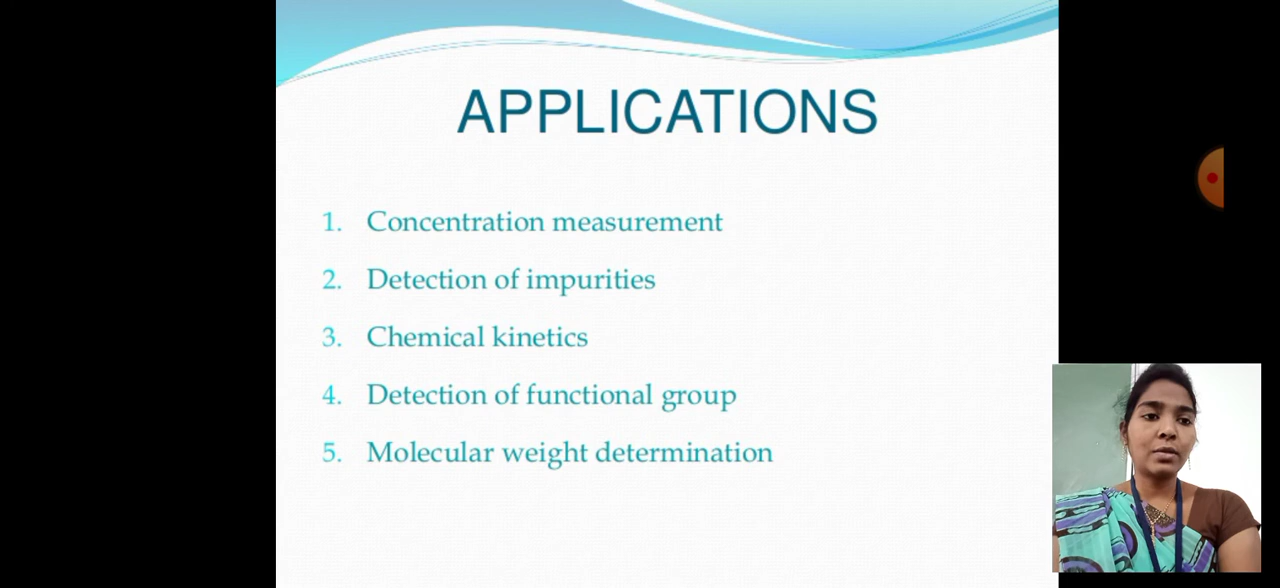 APPLICATIONS
1. Concentration measurement
2. Detection of impurities
3. Chemical kinetics
4. Detection of functional group
5. Molecular weight determination